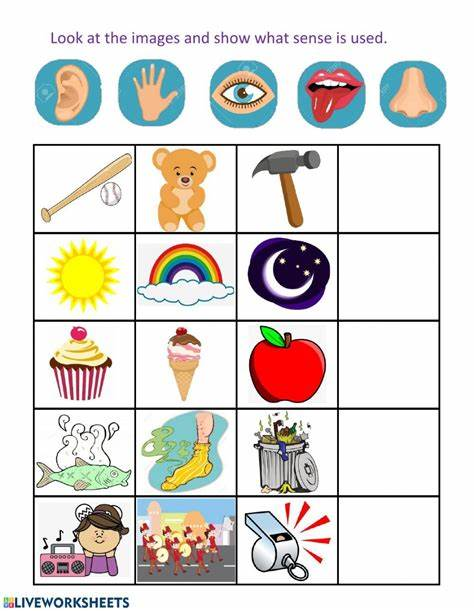 Look at the images and show what sense is used.
LIVEWORKSHEETS